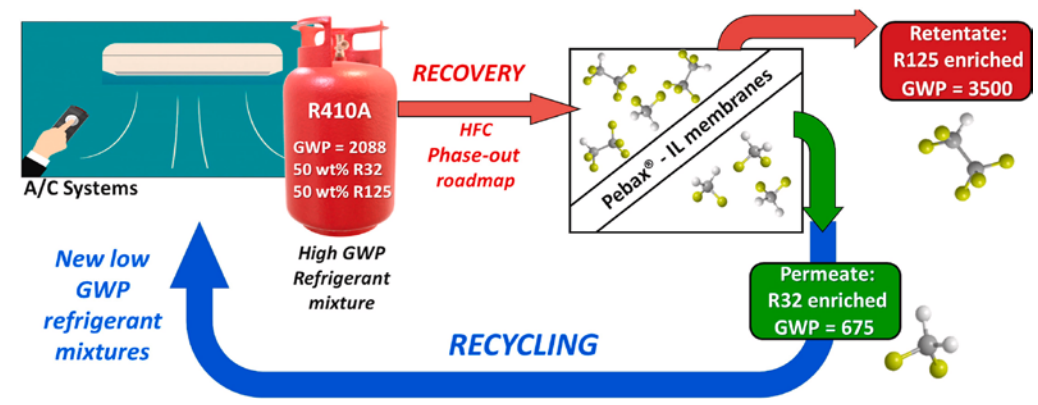 A/C Systems
R410A
GWP = 2088
50 wt% R32
50 wt% R125
High GWP
Refrigerant
mixture
RECOVERY
HFC
Phase-out
roadmap
Pebax® - IL membranes
Retentate:
R125 enriched
GWP = 3500
Permeate:
R32 enriched
GWP = 675
RECYCLING
New low
GWP
refrigerant
mixtures